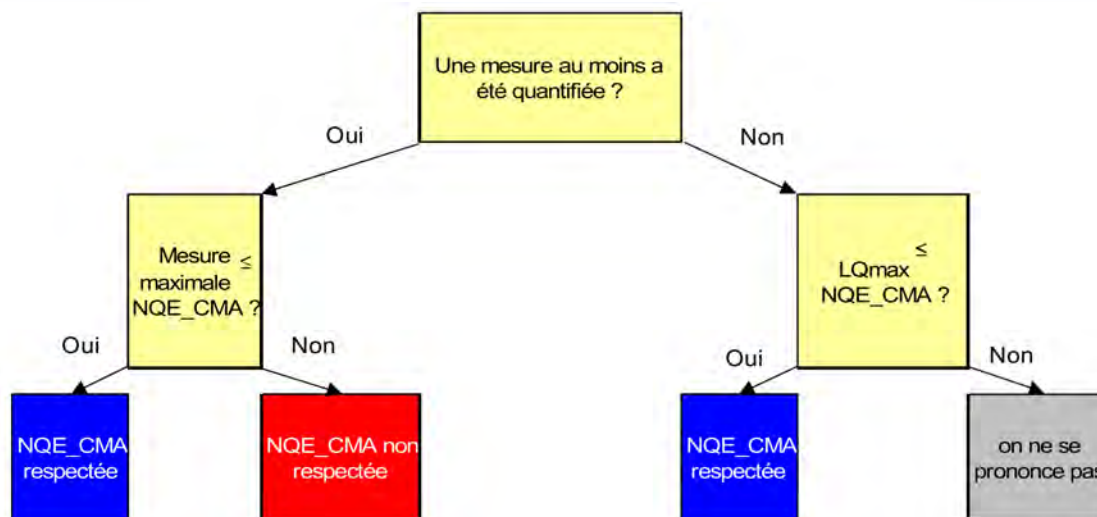 Une mesure au moins a
été quantifiée ?
Oui
Non
Mesure ≤
maximale
NQE_CMA ?
≤
LQmax
NQE_CMA ?
Oui
Non
Oui
Non
NQE_CMA
respectée
NQE_CMA non
respectée
NQE_CMA
respectée
on ne se
prononce pas